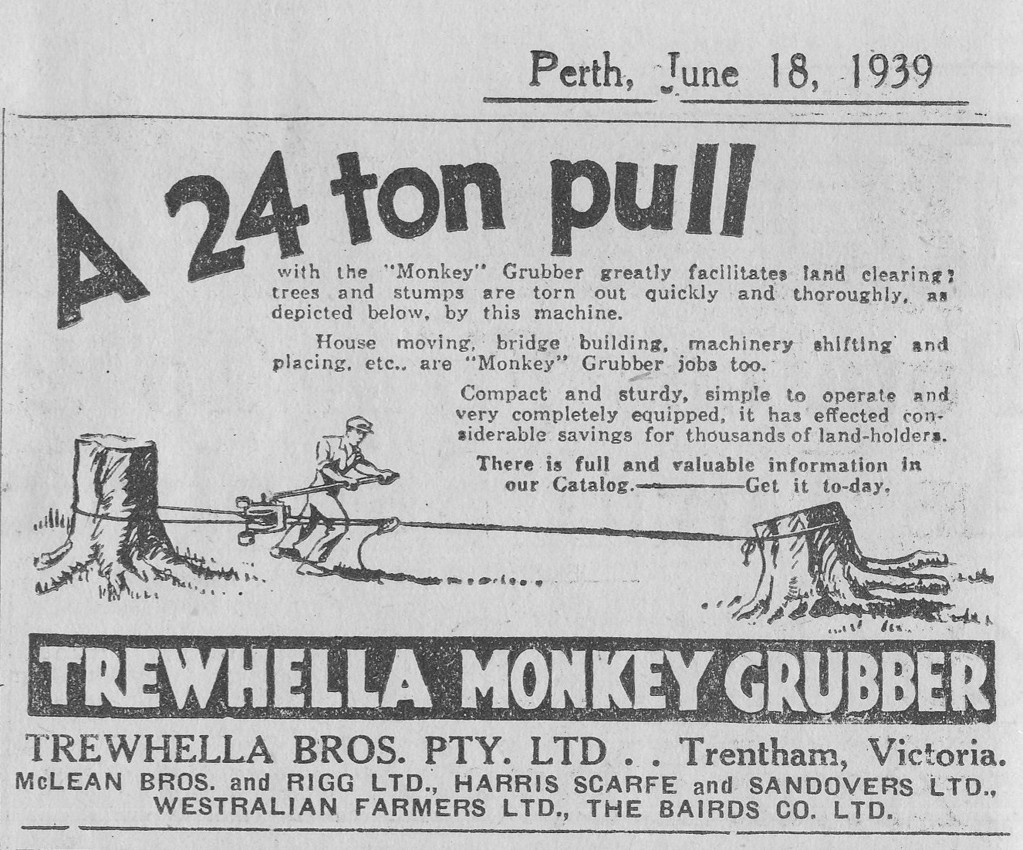 Perth, June 18, 1939
A 24 ton pull
with the "Monkey" Grubber greatly facilitates land clearing;
trees and stumps are torn out quickly and thoroughly, as
depicted below, by this machine.
House moving, bridge building, machinery shifting and
placing, etc., are "Monkey" Grubber jobs too.
Compact and sturdy, simple to operate and
very completely equipped, it has effected con-
siderable savings for thousands of land-holders.
There is full and valuable information in
our Catalog.————Get it to-day.
TREWHELLA MONKEY GRUBBER
TREWHELLA BROS. PTY. LTD . . Trentham, Victoria.
McLEAN BROS. and RIGG LTD., HARRIS SCARFE and SANDOVERS LTD.,
WESTRALIAN FARMERS LTD., THE BAIRDS CO. LTD.